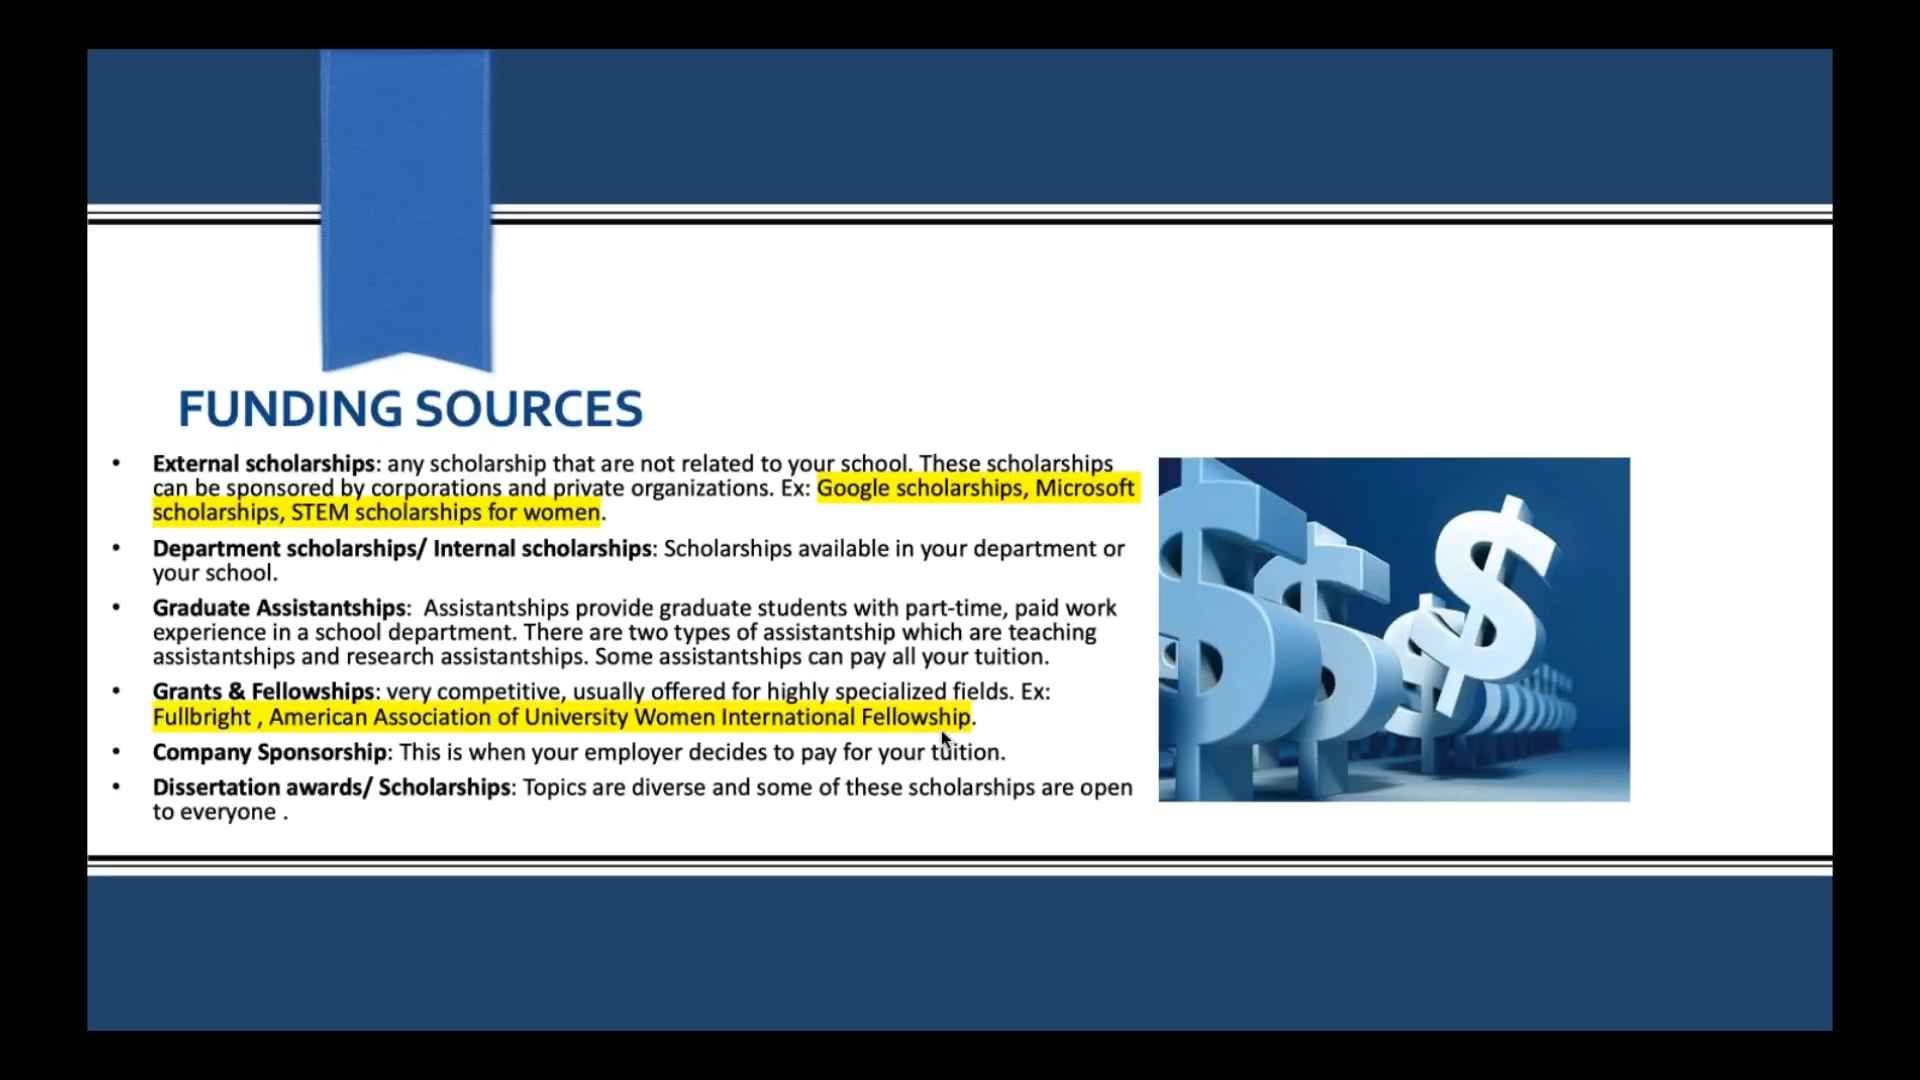 FUNDING SOURCES
• External scholarships: any scholarship that are not related to your school. These scholarships
can be sponsored by corporations and private organizations. Ex: Google scholarships, Microsoft
scholarships, STEM scholarships for women.
• Department scholarships/ Internal scholarships: Scholarships available in your department or
your school.
• Graduate Assistantships:  Assistantships provide graduate students with part-time, paid work
experience in a school department. There are two types of assistantship which are teaching
assistantships and research assistantships. Some assistantships can pay all your tuition.
• Grants & Fellowships: very competitive, usually offered for highly specialized fields. Ex:
Fullbright , American Association of University Women International Fellowship.
• Company Sponsorship: This is when your employer decides to pay for your tuition.
• Dissertation awards/ Scholarships: Topics are diverse and some of these scholarships are open
to everyone .